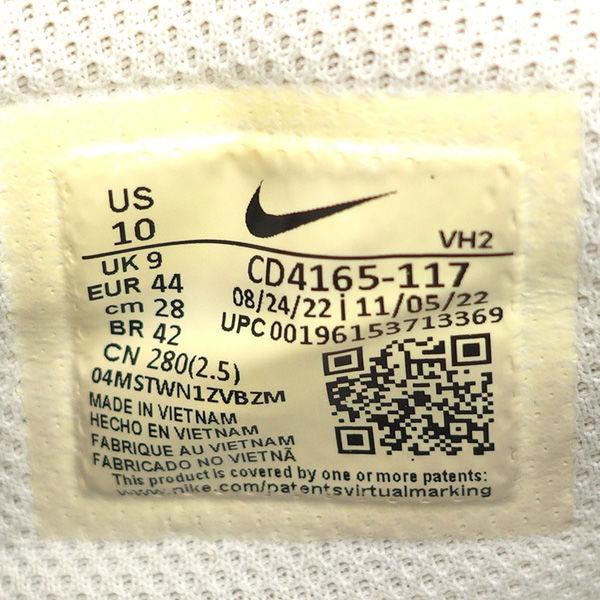 US
10
VH2
UK 9
EUR 44
cm 28
BR 42
CN 280(2.5)
CD4165-117
08/24/22 | 11/05/22
UPC 00196153713369
04MSTWN1ZVBZM
MADE IN VIETNAM
HECHO EN VIETNAM
FABRIQUE AU VIETNAM
FABRICADO NO VIETNÃ
This product is covered by one or more patents:
www.nike.com/patentsvirtualmarking